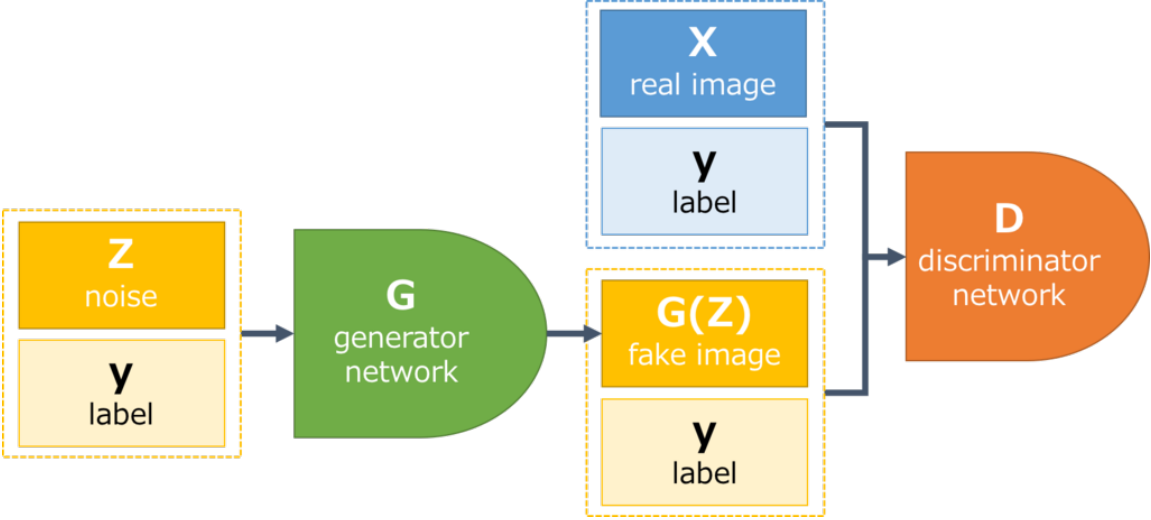 Z
noise
y
label
G
generator
network
X
real image
y
label
G(Z)
fake image
y
label
D
discriminator
network